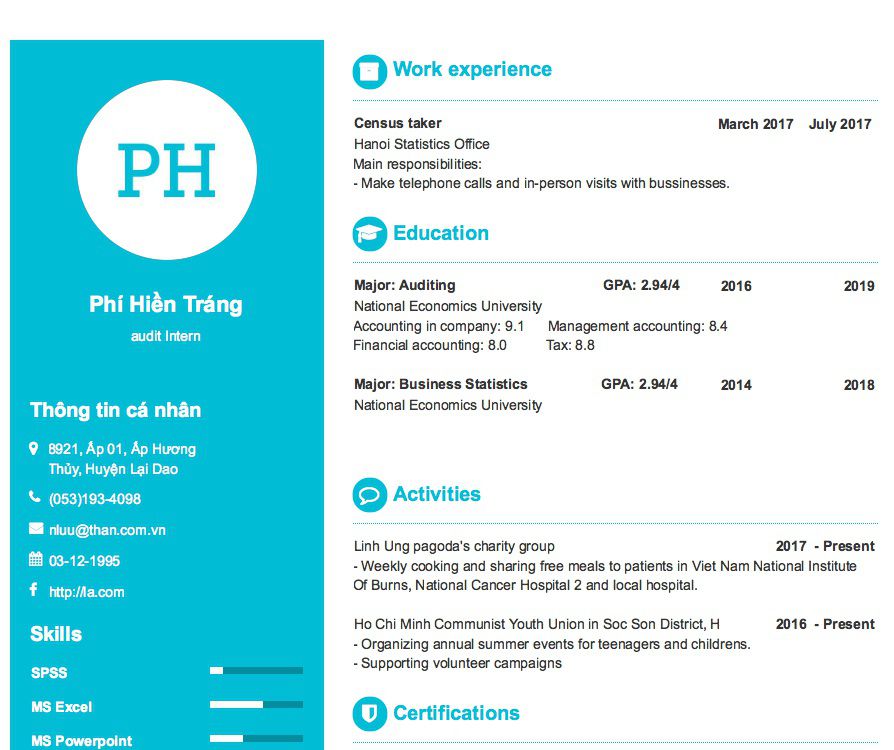 PH
Phí Hiền Tráng
audit Intern
Thông tin cá nhân
8921, Ấp 01, Ấp Hương
Thủy, Huyện Lại Dao
(053)193-4098
nluu@than.com.vn
03-12-1995
http://la.com
Skills
SPSS
MS Excel
MS Powerpoint
Work experience
Census taker March 2017 July 2017
Hanoi Statistics Office
Main responsibilities:
- Make telephone calls and in-person visits with bussinesses.
Education
Major: Auditing GPA: 2.94/4 2016 2019
National Economics University
Accounting in company: 9.1 Management accounting: 8.4
Financial accounting: 8.0 Tax: 8.8
Major: Business Statistics GPA: 2.94/4 2014 2018
National Economics University
Activities
Linh Ung pagoda's charity group 2017 - Present
- Weekly cooking and sharing free meals to patients in Viet Nam National Institute
Of Burns, National Cancer Hospital 2 and local hospital.
Ho Chi Minh Communist Youth Union in Soc Son District, H 2016 - Present
- Organizing annual summer events for teenagers and childrens.
- Supporting volunteer campaigns
Certifications